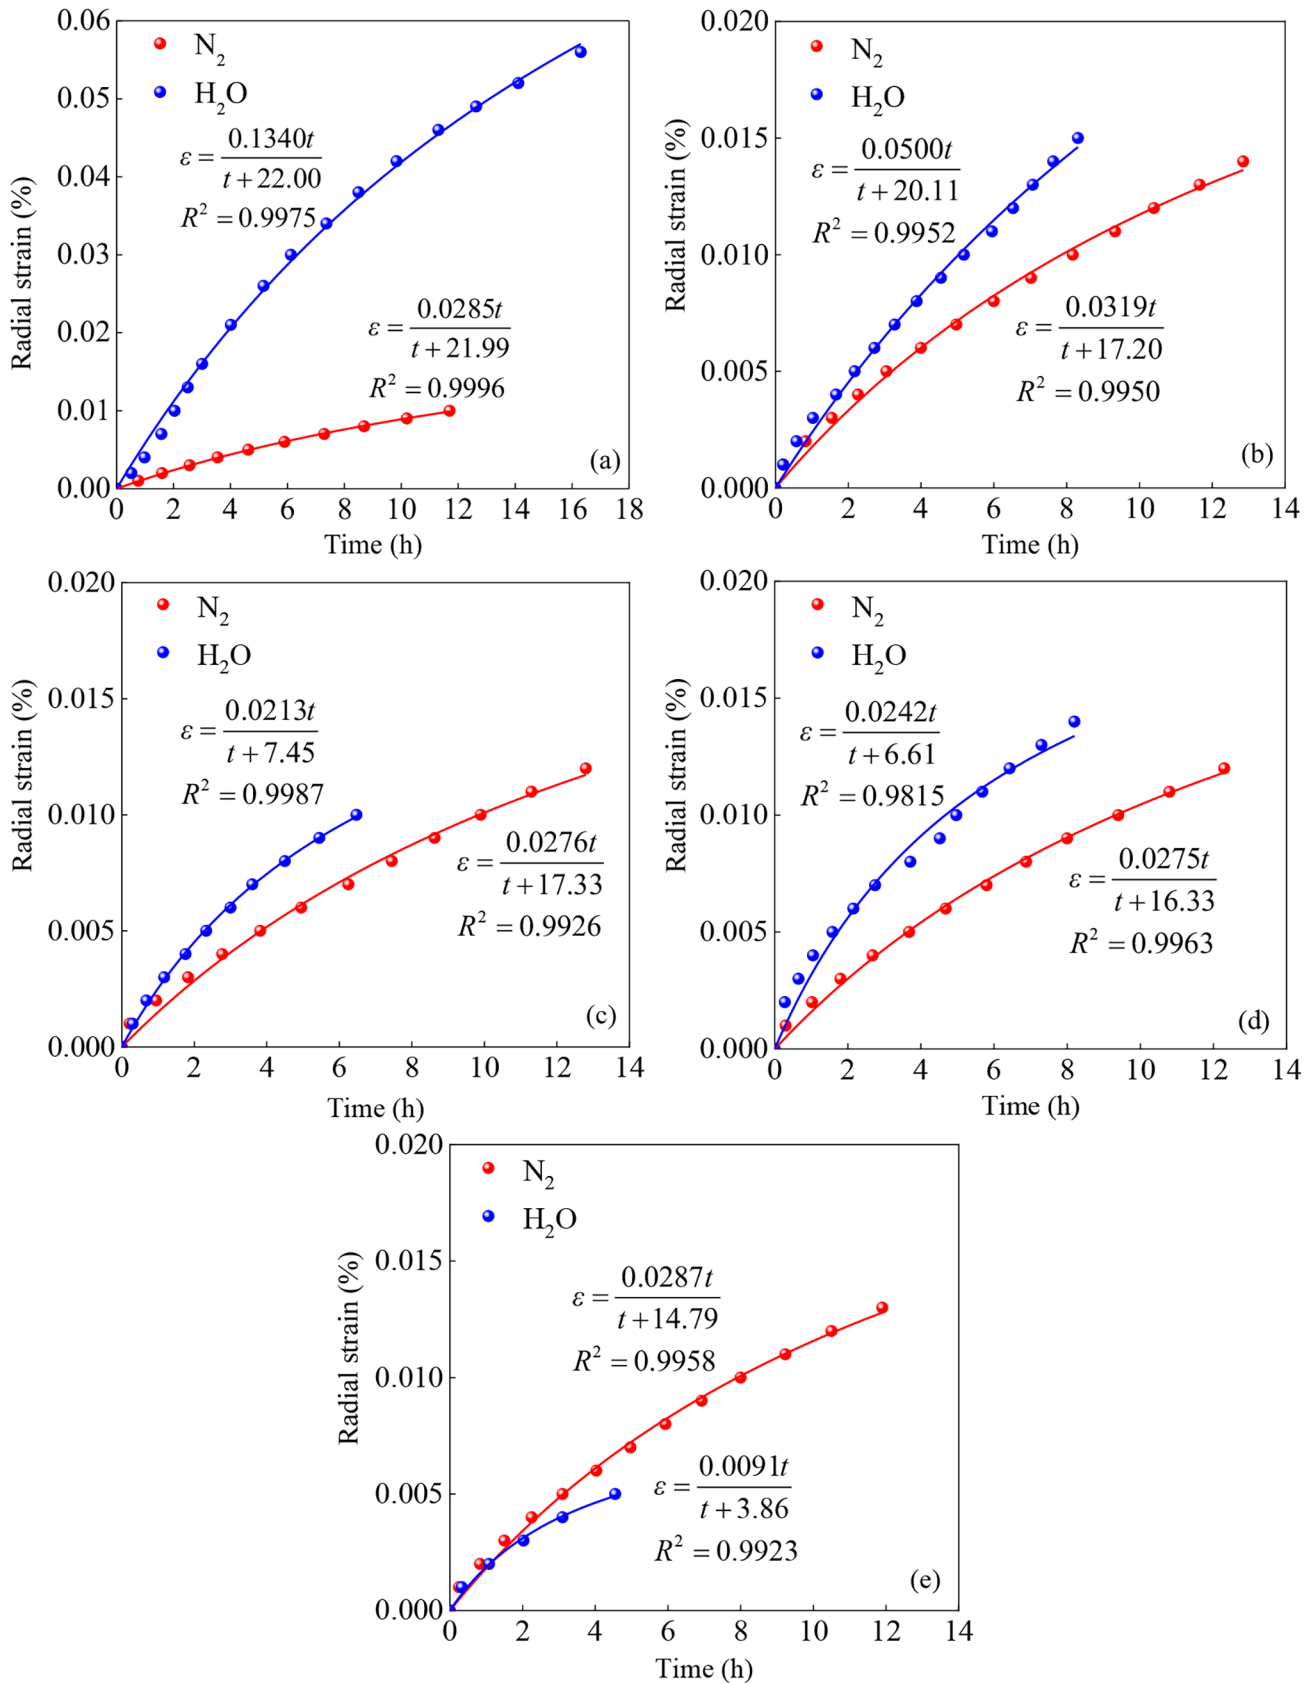 0.06
0.05
0.04
0.03
0.02
0.01
0.00
Radial strain (%)
N₂
H₂O
ε = 0.1340t / t + 22.00
R² = 0.9975
ε = 0.0285t / t + 21.99
R² = 0.9996
(a)
0 2 4 6 8 10 12 14 16 18
Time (h)
0.020
0.015
0.010
0.005
0.000
Radial strain (%)
N₂
H₂O
ε = 0.0500t / t + 20.11
R² = 0.9952
ε = 0.0319t / t + 17.20
R² = 0.9950
(b)
0 2 4 6 8 10 12 14
Time (h)
0.020
0.015
0.010
0.005
0.000
Radial strain (%)
N₂
H₂O
ε = 0.0213t / t + 7.45
R² = 0.9987
ε = 0.0276t / t + 17.33
R² = 0.9926
(c)
0 2 4 6 8 10 12 14
Time (h)
0.020
0.015
0.010
0.005
0.000
Radial strain (%)
N₂
H₂O
ε = 0.0242t / t + 6.61
R² = 0.9815
ε = 0.0275t / t + 16.33
R² = 0.9963
(d)
0 2 4 6 8 10 12 14
Time (h)
0.020
0.015
0.010
0.005
0.000
Radial strain (%)
N₂
H₂O
ε = 0.0287t / t + 14.79
R² = 0.9958
ε = 0.0091t / t + 3.86
R² = 0.9923
(e)
0 2 4 6 8 10 12 14
Time (h)